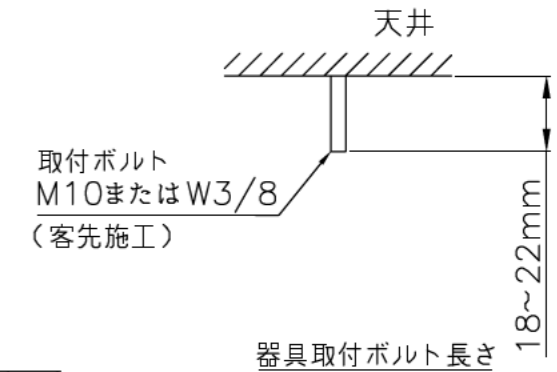 天井
取付ボルト
M10またはW3/8
（客先施工）
18~22mm
器具取付ボルト長さ